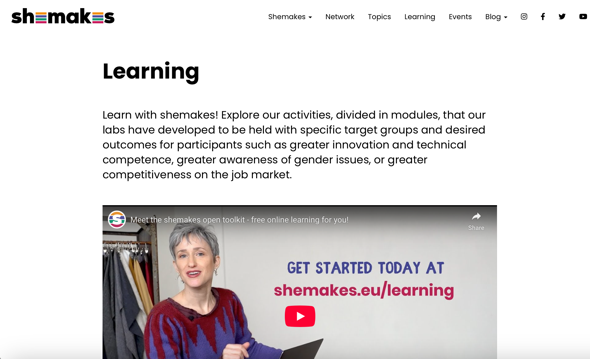 shemakes
Shemakes Network Topics Learning Events Blog
Learning
Learn with shemakes! Explore our activities, divided in modules, that our
labs have developed to be held with specific target groups and desired
outcomes for participants such as greater innovation and technical
competence, greater awareness of gender issues, or greater
competitiveness on the job market.
S
Meet the shemakes open toolkit - free online learning for you!
Share
GET STARTED TODAY AT
shemakes.eu/learning